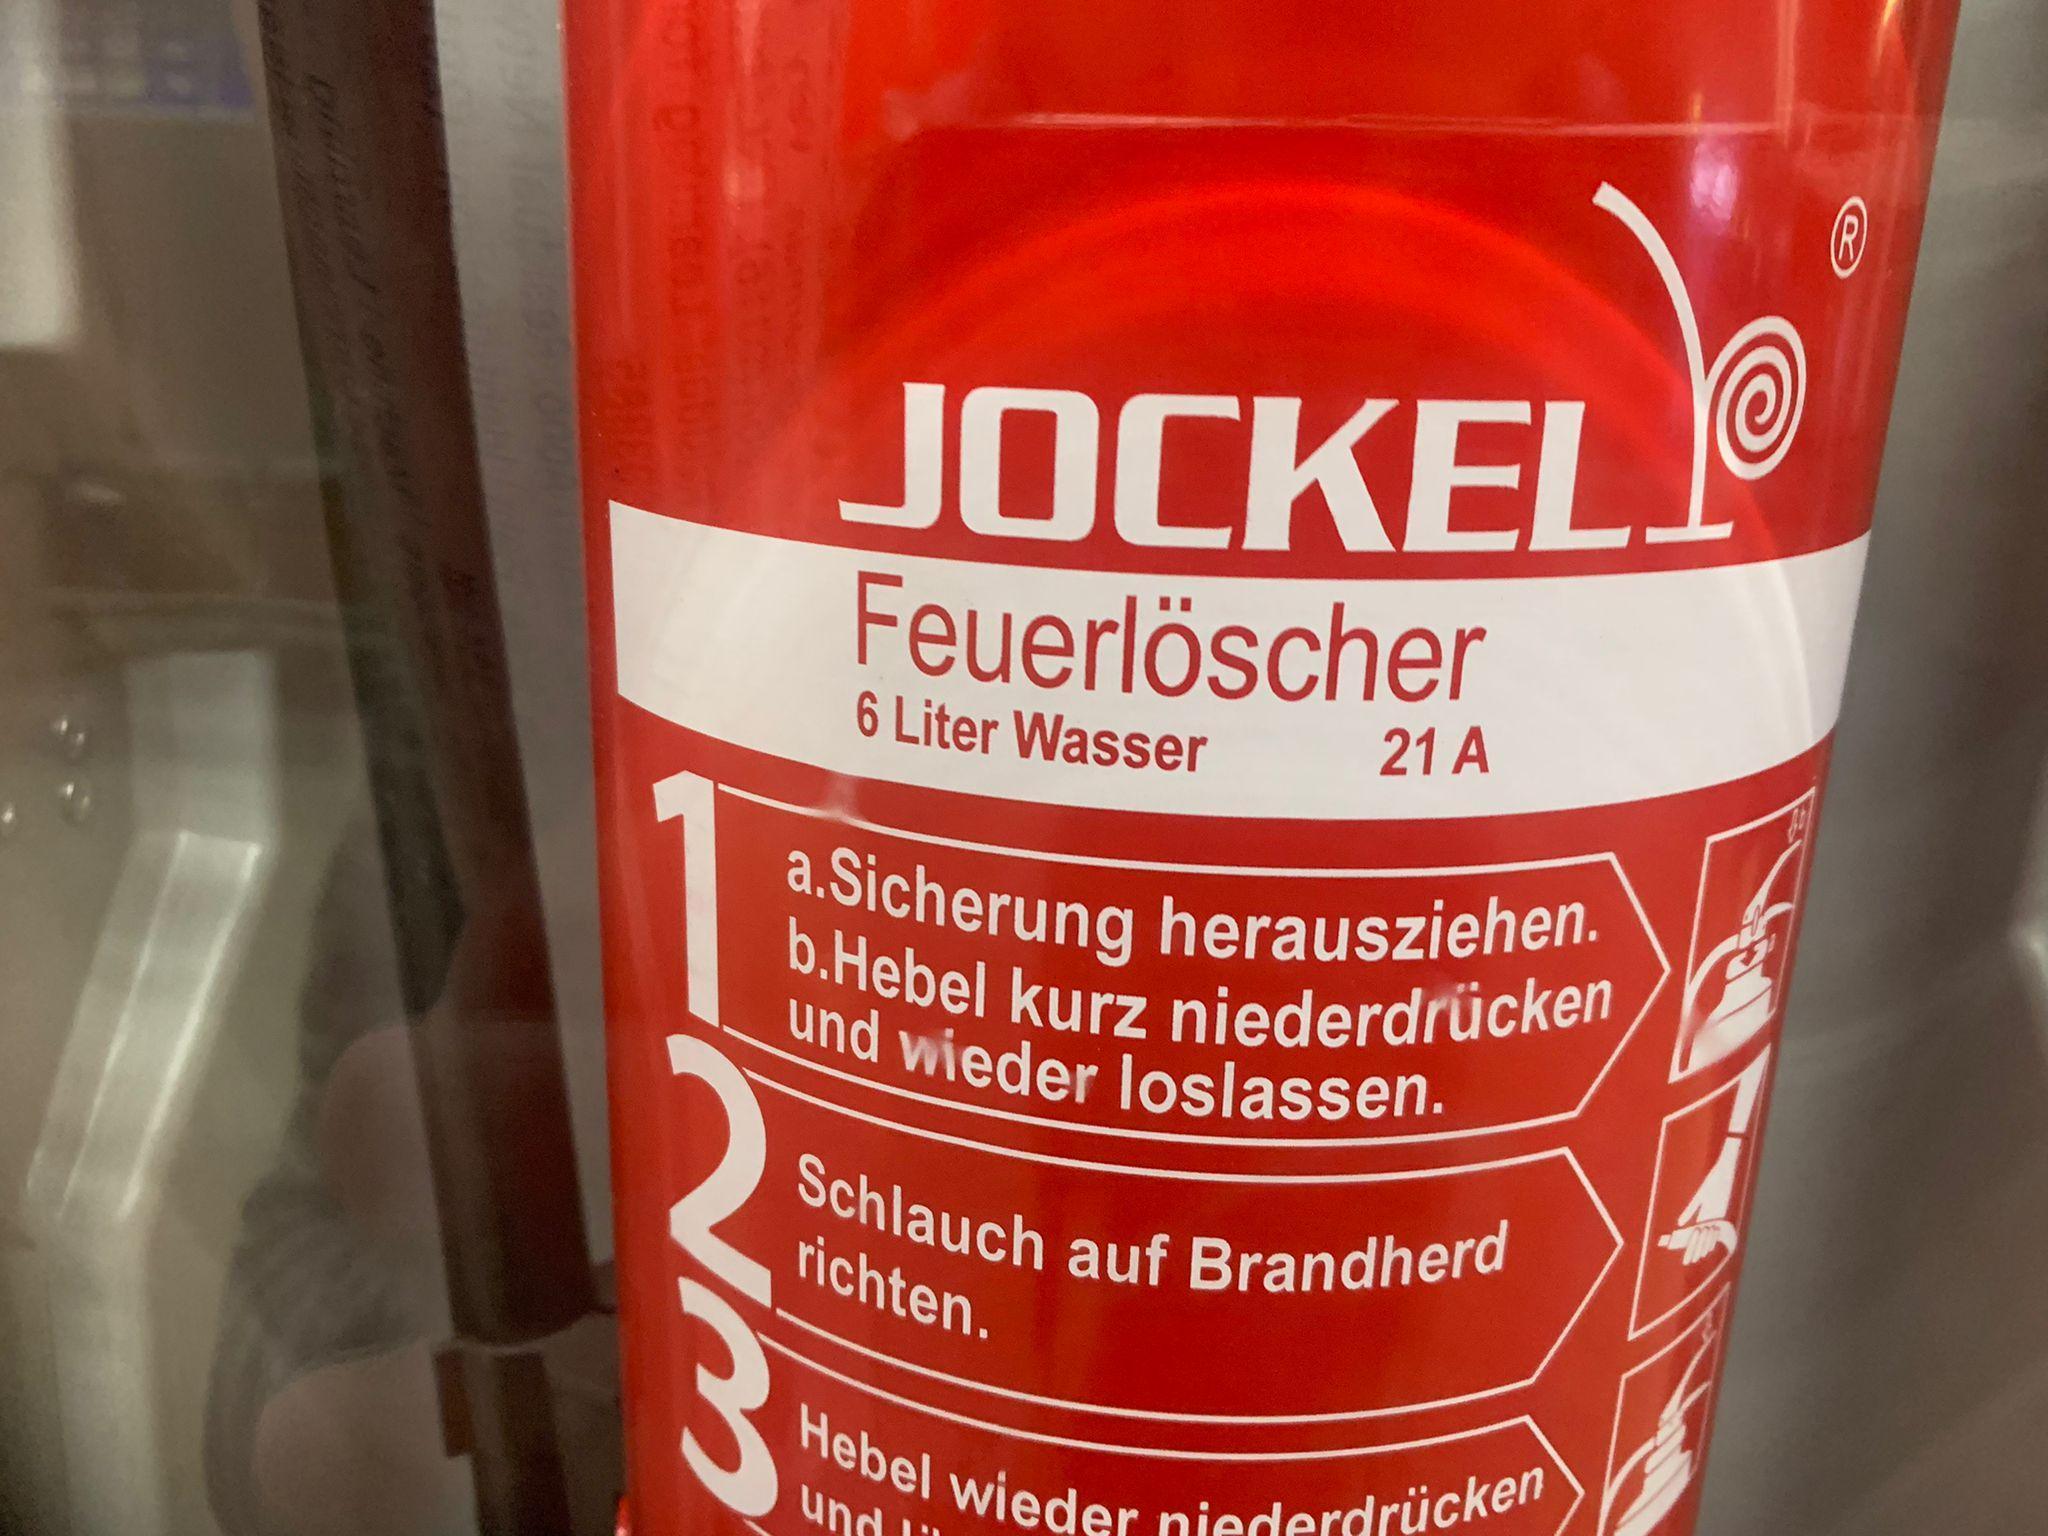 ®
JOCKEL
Feuerlöscher
6 Liter Wasser 21 A
1
a.Sicherung herausziehen.
b.Hebel kurz niederdrücken
und wieder loslassen.
2
Schlauch auf Brandherd
richten.
3
Hebel wieder niederdrücken
und